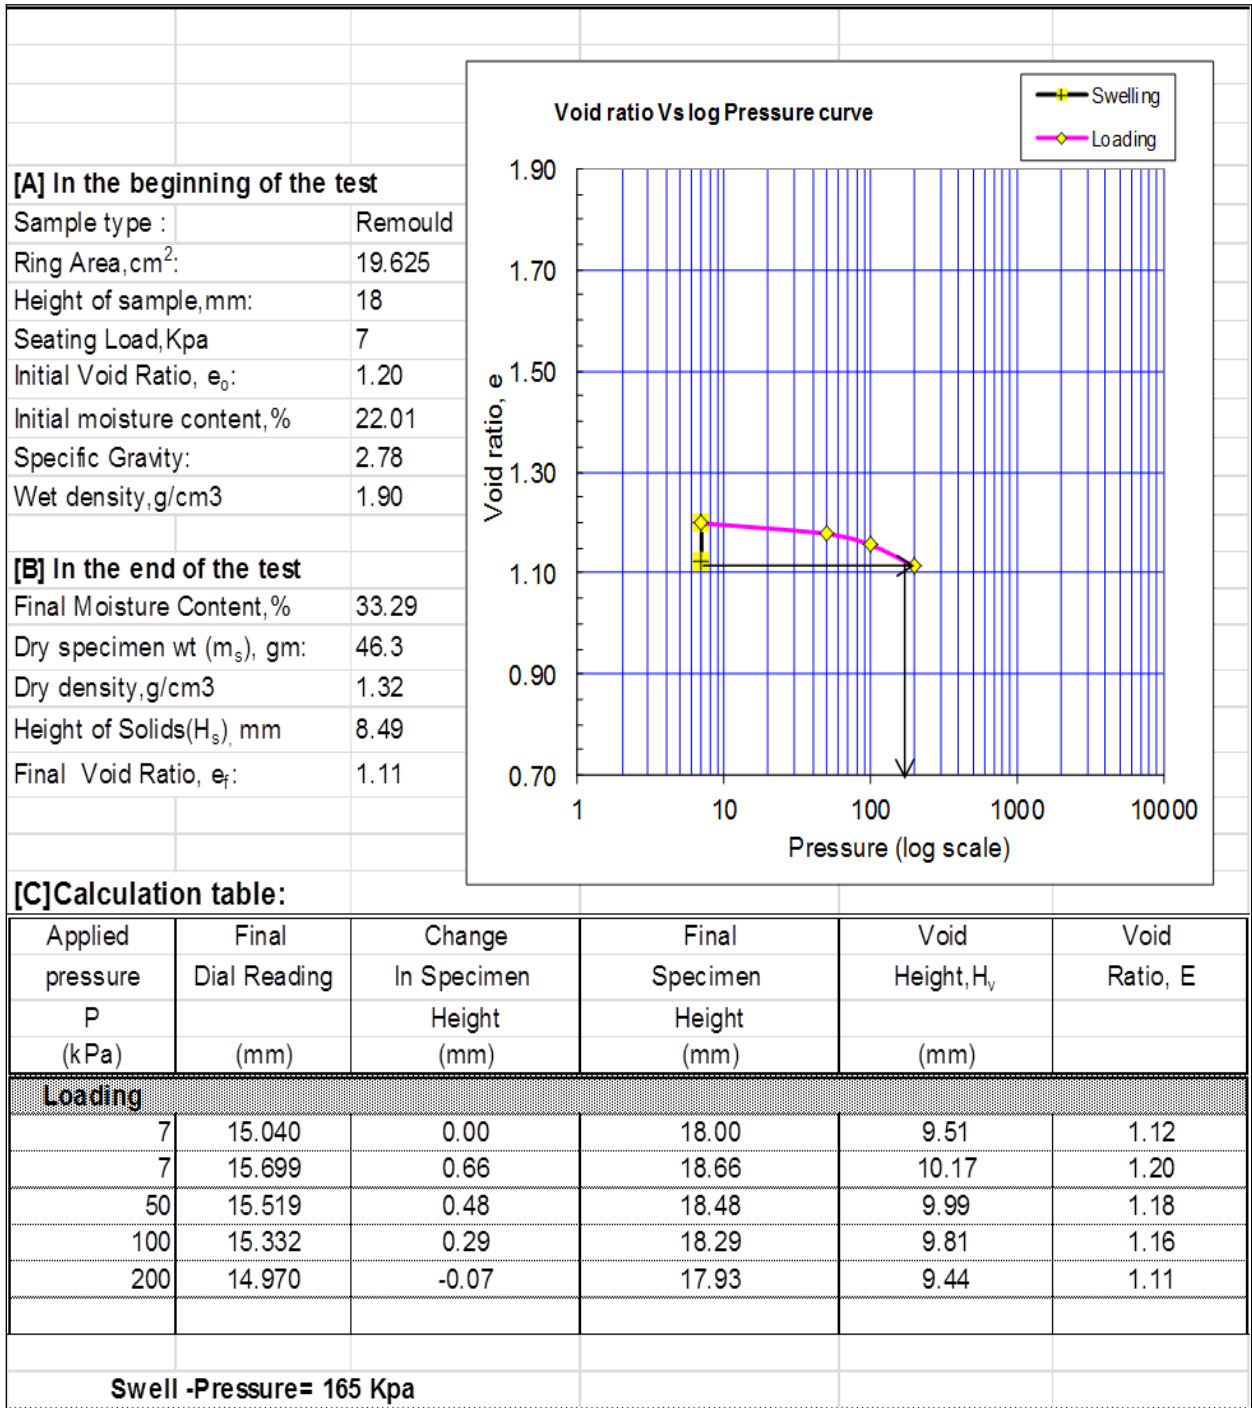 Void ratio Vs log Pressure curve
Swelling
Loading
[A] In the beginning of the test
Sample type : Remould
Ring Area,cm²: 19.625
Height of sample,mm: 18
Seating Load,Kpa 7
Initial Void Ratio, eₒ: 1.20
Initial moisture content,% 22.01
Specific Gravity: 2.78
Wet density,g/cm3 1.90
[B] In the end of the test
Final Moisture Content,% 33.29
Dry specimen wt (mₛ), gm: 46.3
Dry density,g/cm3 1.32
Height of Solids(Hₛ), mm 8.49
Final Void Ratio, e_f: 1.11
Void ratio, e
1.90
1.70
1.50
1.30
1.10
0.90
0.70
1 10 100 1000 10000
Pressure (log scale)
[C]Calculation table:
Applied Final Change Final Void Void
pressure Dial Reading In Specimen Specimen Height,Hᵥ Ratio, E
P Height Height
(kPa) (mm) (mm) (mm) (mm)
Loading
7 15.040 0.00 18.00 9.51 1.12
7 15.699 0.66 18.66 10.17 1.20
50 15.519 0.48 18.48 9.99 1.18
100 15.332 0.29 18.29 9.81 1.16
200 14.970 -0.07 17.93 9.44 1.11
Swell -Pressure= 165 Kpa